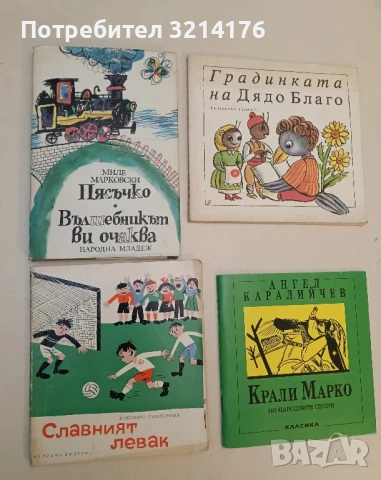 0988 3214176
МИЛЕ
МАРКОВСКИ
Пясъчко
Вълшебникът
ви очаква
НАРОДНА МЛАДЕЖ
Градинката
на Дядо Благо
Славният
левак
АНГЕЛ
КАРАЛИЙЧЕВ
КРАЛИ МАРКО
ПО НАРОДНИТЕ ПЕСНИ
КЛАСИКА
bazar